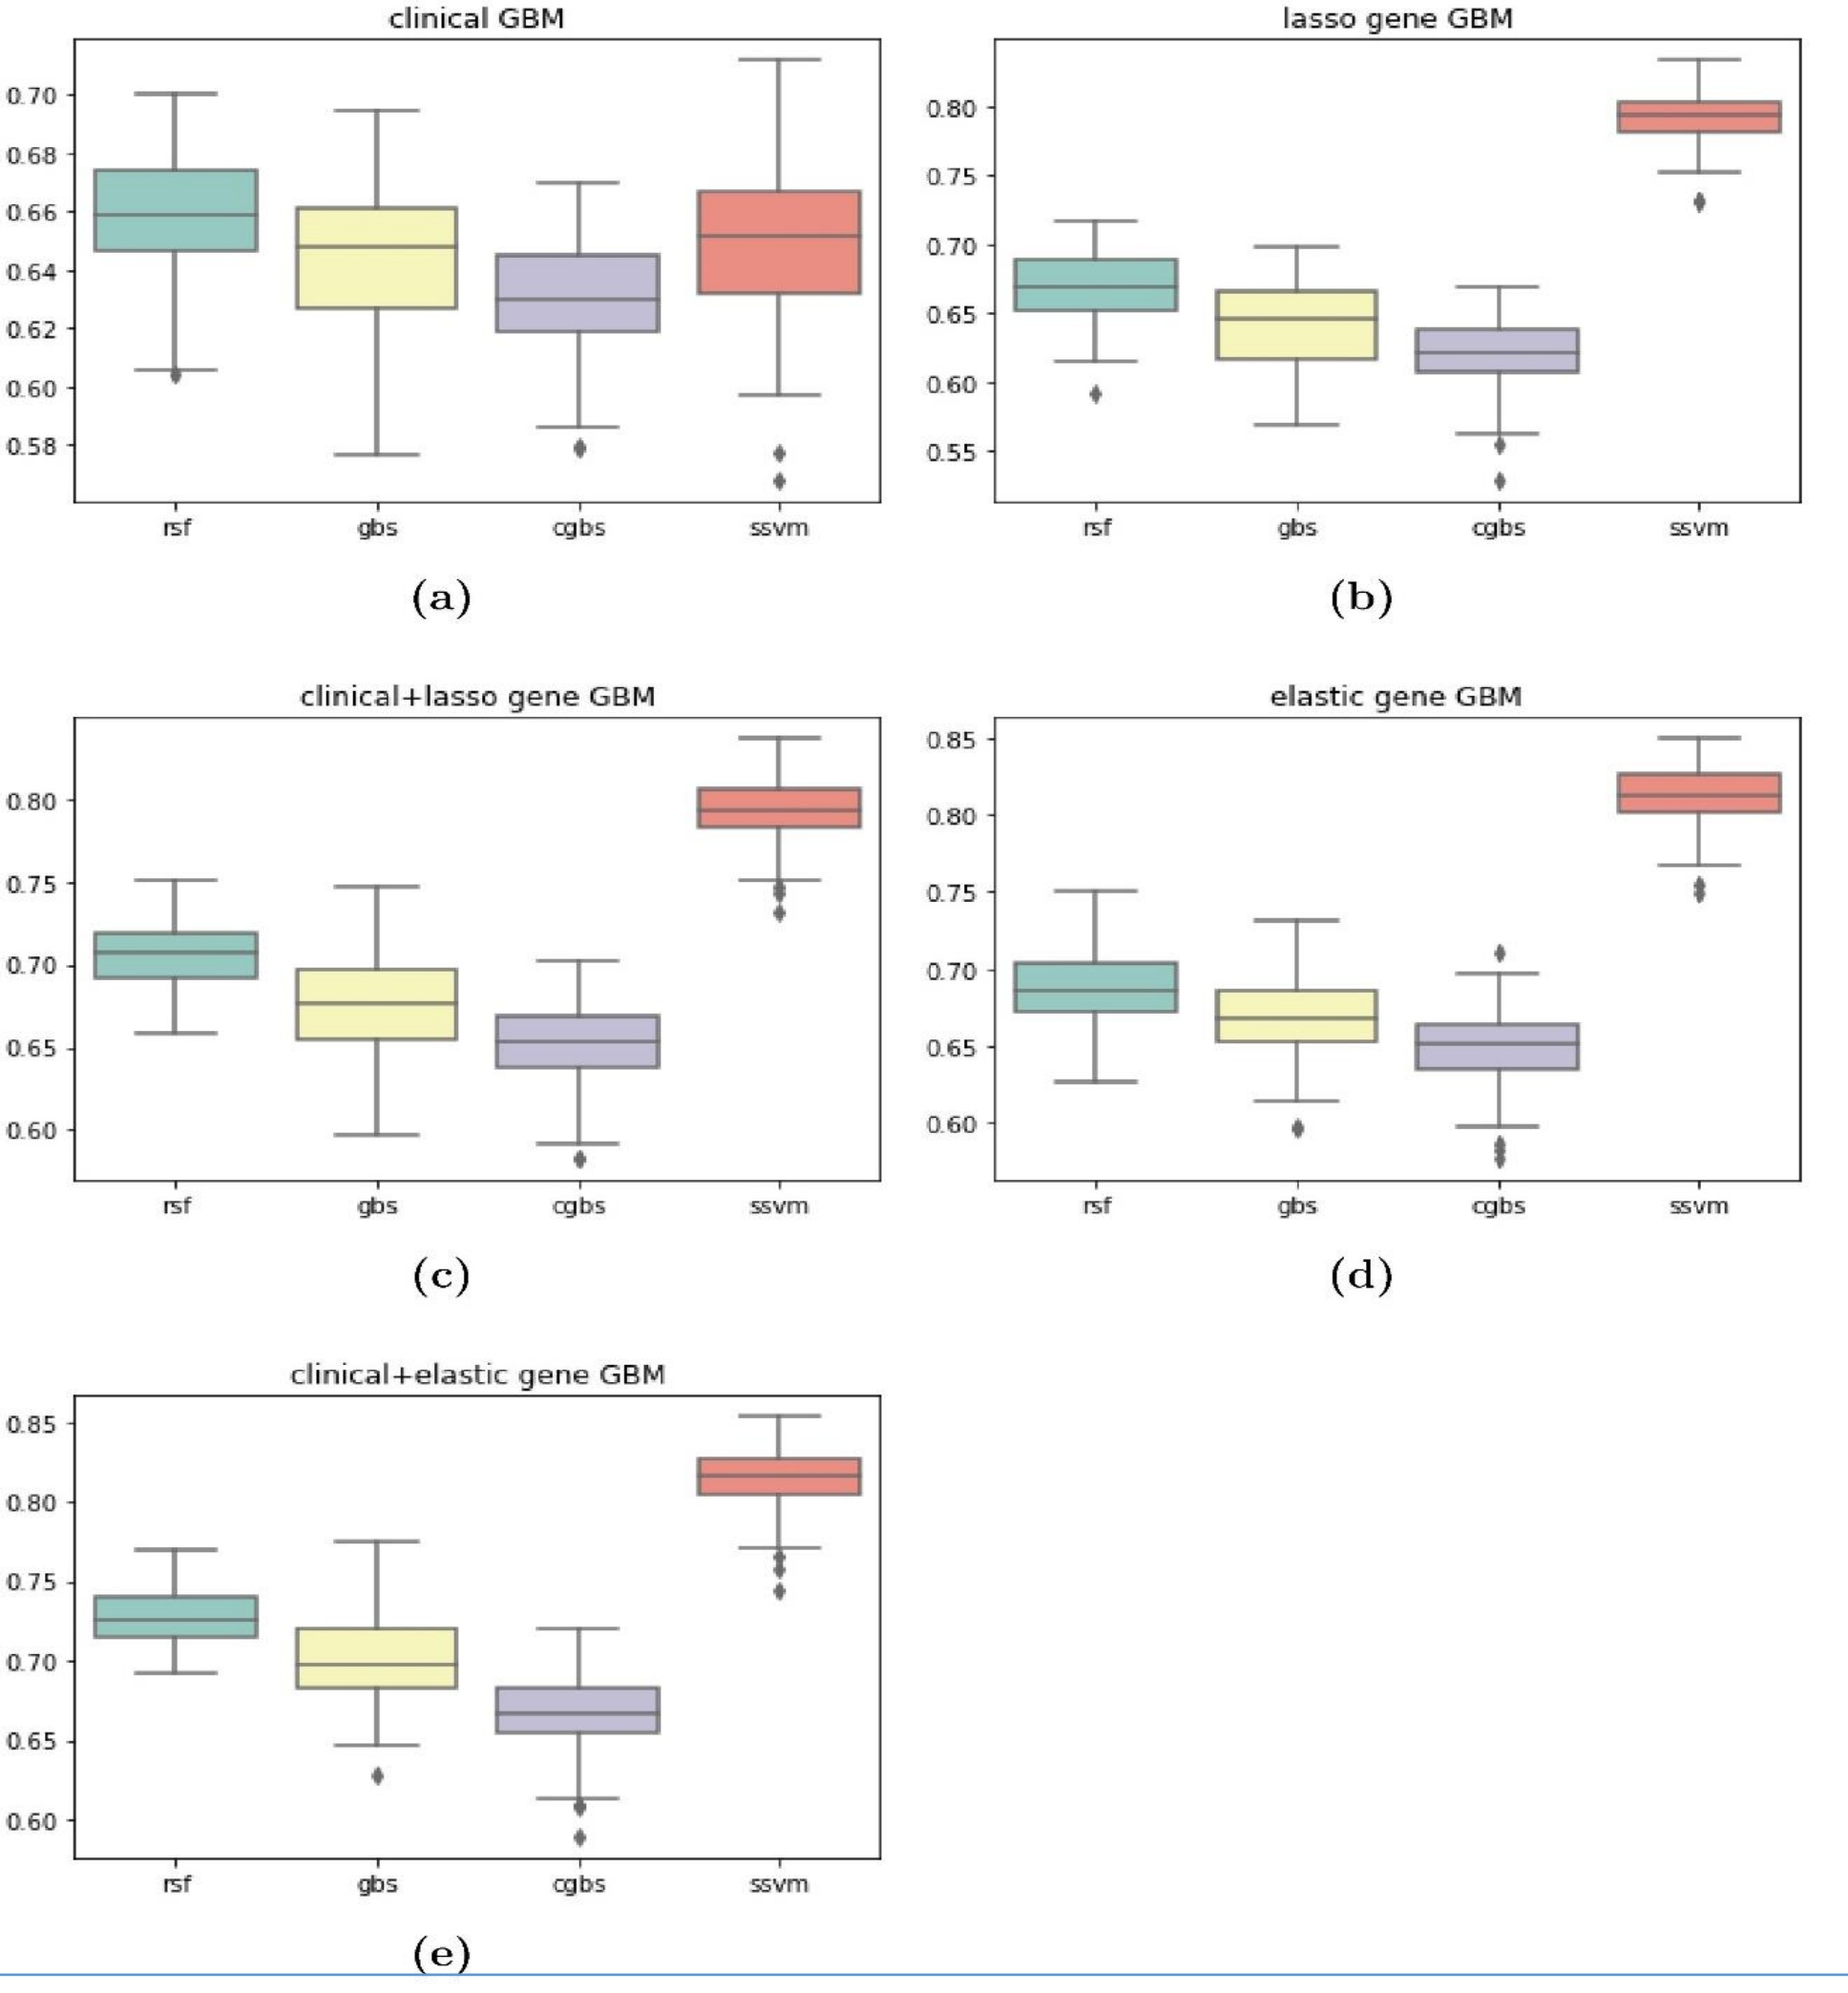 clinical GBM
0.70
0.68
0.66
0.64
0.62
0.60
0.58
rsf gbs cgbs ssvm
(a)
lasso gene GBM
0.80
0.75
0.70
0.65
0.60
0.55
rsf gbs cgbs ssvm
(b)
clinical+lasso gene GBM
0.80
0.75
0.70
0.65
0.60
rsf gbs cgbs ssvm
(c)
elastic gene GBM
0.85
0.80
0.75
0.70
0.65
0.60
rsf gbs cgbs ssvm
(d)
clinical+elastic gene GBM
0.85
0.80
0.75
0.70
0.65
0.60
rsf gbs cgbs ssvm
(e)